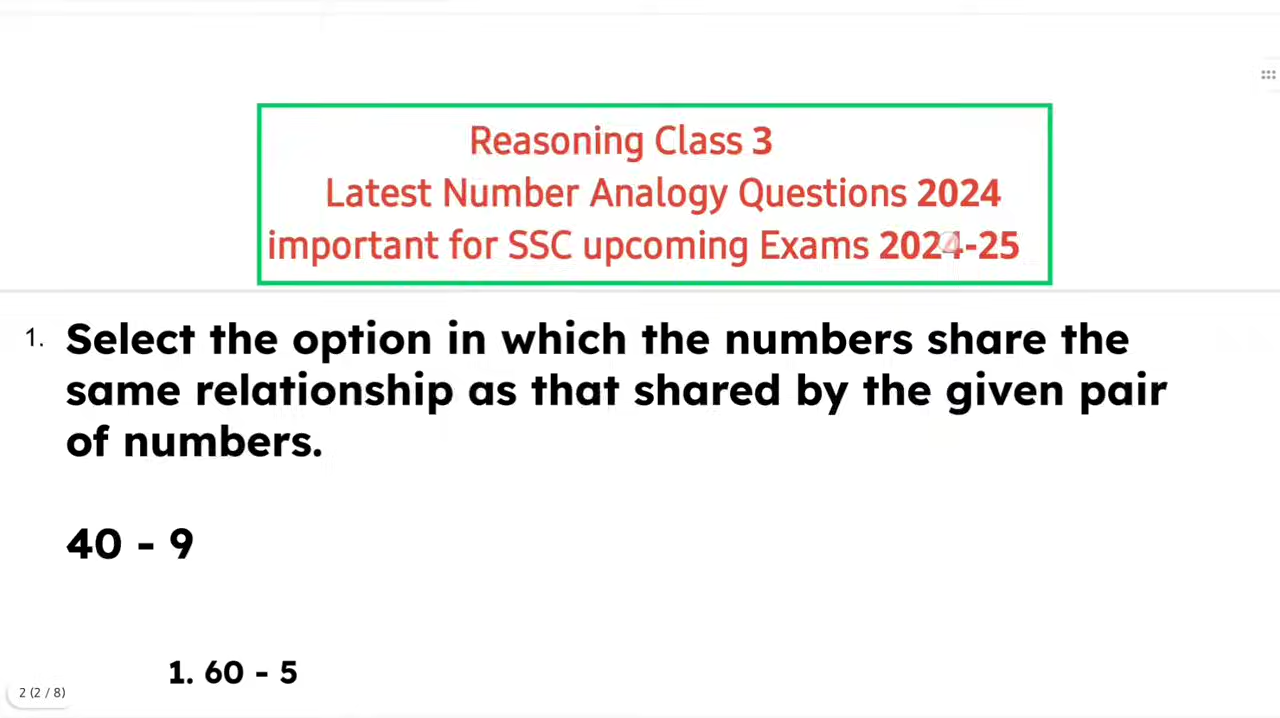 Reasoning Class 3
Latest Number Analogy Questions 2024
important for SSC upcoming Exams 2024-25
1. Select the option in which the numbers share the
same relationship as that shared by the given pair
of numbers.
40 - 9
1. 60 - 5
2 (2 / 8)